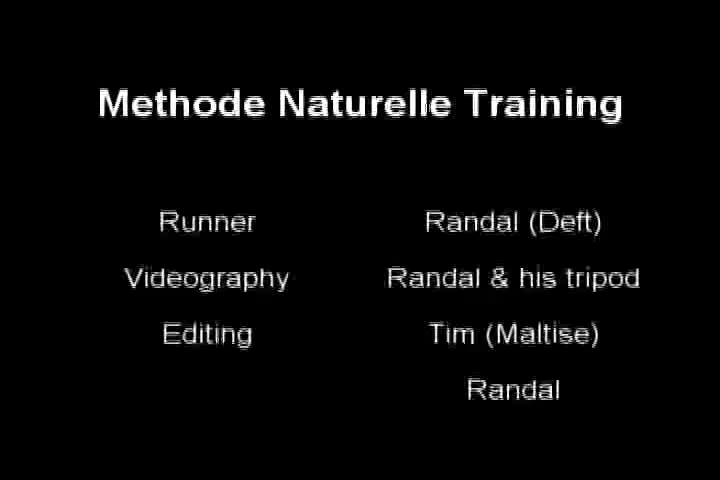 Methode Naturelle Training
Runner Randal (Deft)
Videography Randal & his tripod
Editing Tim (Maltise)
Randal